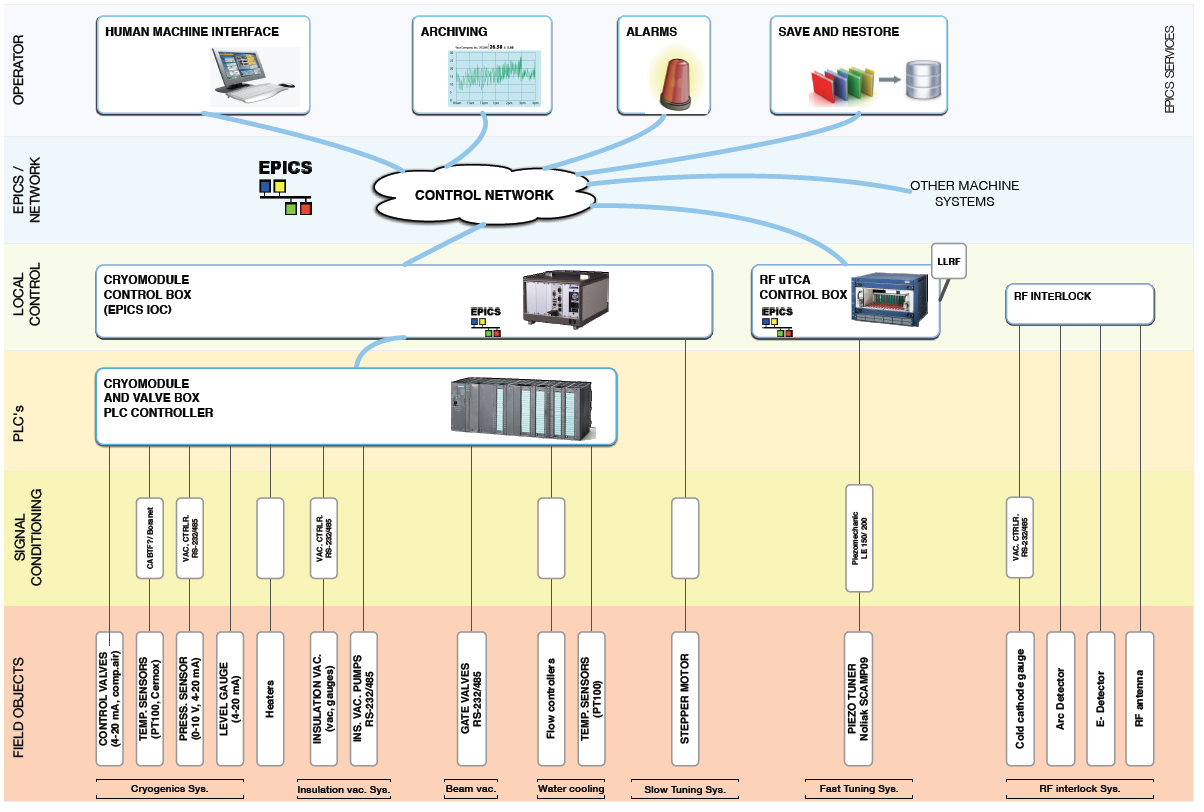 OPERATOR
HUMAN MACHINE INTERFACE
ARCHIVING
ALARMS
SAVE AND RESTORE
EPICS SERVICES
EPICS /
NETWORK
EPICS
CONTROL NETWORK
OTHER MACHINE
SYSTEMS
LOCAL
CONTROL
CRYOMODULE
CONTROL BOX
(EPICS IOC)
EPICS
RF uTCA
CONTROL BOX
EPICS
LLRF
RF INTERLOCK
PLC's
CRYOMODULE
AND VALVE BOX
PLC CONTROLLER
SIGNAL
CONDITIONING
CABTF?/ Boxanet
VAC. CTRLR.
RS-232/485
VAC. CTRLR.
RS-232/485
Piezomechanic
LE 150/ 200
VAC. CTRLR.
RS-232/485
FIELD OBJECTS
CONTROL VALVES
(4-20 mA, comp.air)
TEMP. SENSORS
(PT100, Cernox)
PRESS. SENSOR
(0-10 V, 4-20 mA)
LEVEL GAUGE
(4-20 mA)
Heaters
INSULATION VAC.
(vac, gauges)
INS. VAC. PUMPS
RS-232/485
GATE VALVES
RS-232/485
Flow controllers
TEMP. SENSORS
(PT100)
STEPPER MOTOR
PIEZO TUNER
Noliak SCAMP09
Cold cathode gauge
Arc Detector
E- Detector
RF antenna
Cryogenics Sys.
Insulation vac. Sys.
Beam vac.
Water cooling
Slow Tuning Sys.
Fast Tuning Sys.
RF interlock Sys.